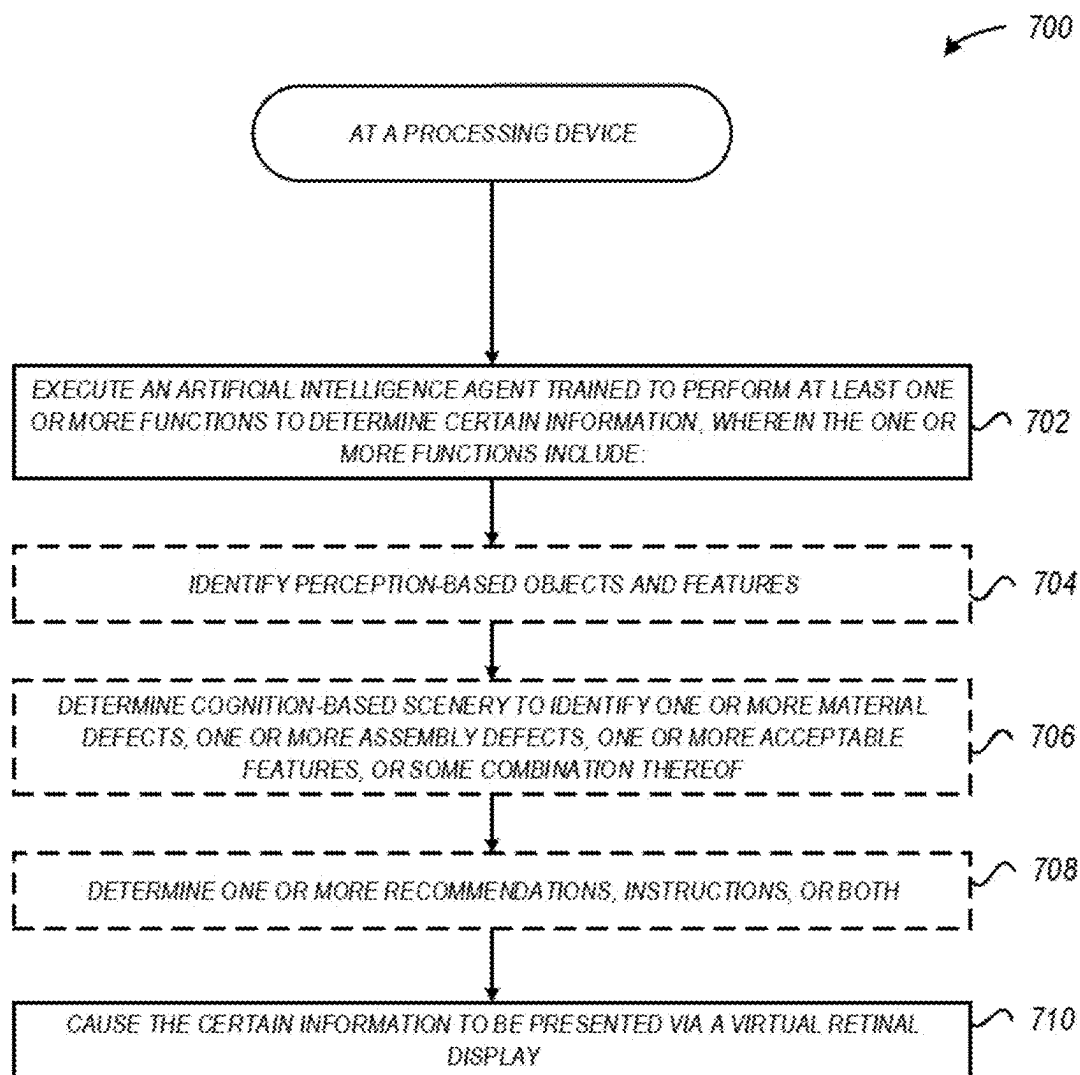 700
AT A PROCESSING DEVICE
EXECUTE AN ARTIFICIAL INTELLIGENCE AGENT TRAINED TO PERFORM AT LEAST ONE
OR MORE FUNCTIONS TO DETERMINE CERTAIN INFORMATION, WHEREIN THE ONE OR
MORE FUNCTIONS INCLUDE:
702
IDENTIFY PERCEPTION-BASED OBJECTS AND FEATURES
704
DETERMINE COGNITION-BASED SCENERY TO IDENTIFY ONE OR MORE MATERIAL
DEFECTS, ONE OR MORE ASSEMBLY DEFECTS, ONE OR MORE ACCEPTABLE
FEATURES, OR SOME COMBINATION THEREOF
706
DETERMINE ONE OR MORE RECOMMENDATIONS, INSTRUCTIONS, OR BOTH
708
CAUSE THE CERTAIN INFORMATION TO BE PRESENTED VIA A VIRTUAL RETINAL
DISPLAY
710